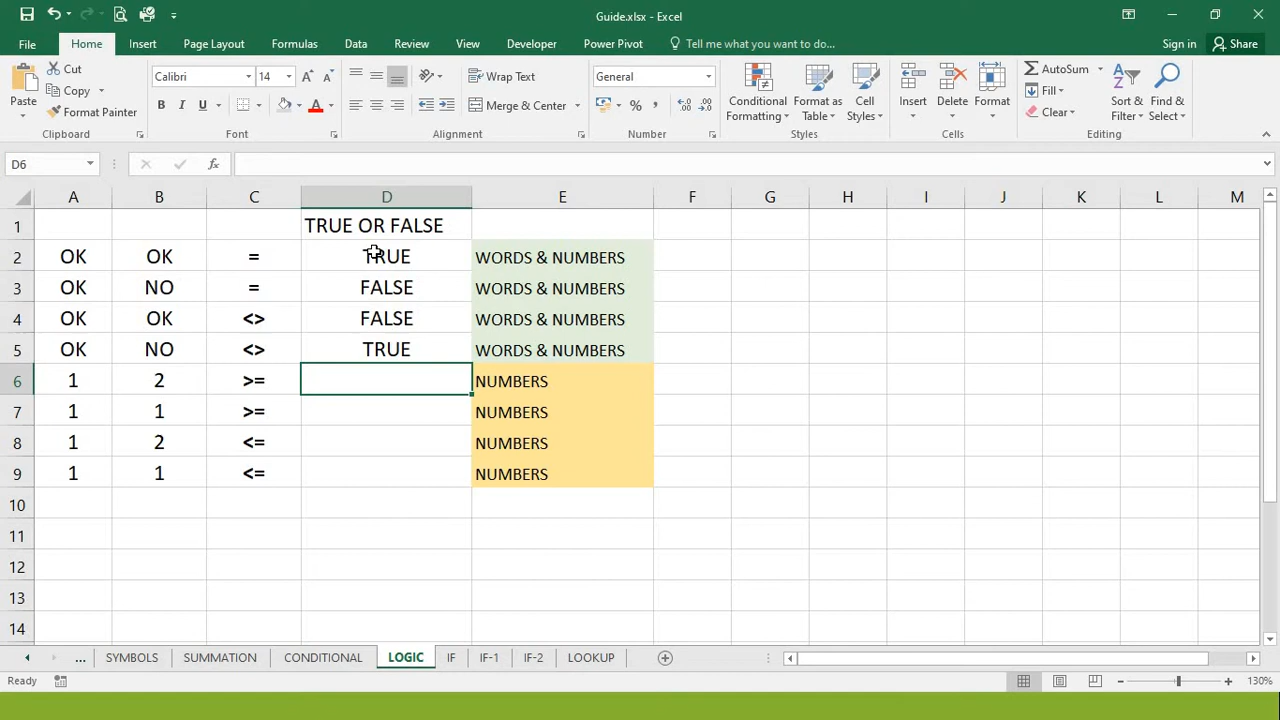 Guide.xlsx - Excel
File Home Insert Page Layout Formulas Data Review View Developer Power Pivot Tell me what you want to do... Sign in Share
Paste Cut Copy Format Painter Clipboard
Calibri 14 B I U Font
Wrap Text Merge & Center Alignment
General % , Number
Conditional Formatting Format as Table Cell Styles Styles
Insert Delete Format Cells
AutoSum Fill Clear Sort & Filter Find & Select Editing
D6 fx
A B C D E F G H I J K L M
1 TRUE OR FALSE
2 OK OK = TRUE WORDS & NUMBERS
3 OK NO = FALSE WORDS & NUMBERS
4 OK OK <> FALSE WORDS & NUMBERS
5 OK NO <> TRUE WORDS & NUMBERS
6 1 2 >= NUMBERS
7 1 1 >= NUMBERS
8 1 2 <= NUMBERS
9 1 1 <= NUMBERS
10
11
12
13
14
... SYMBOLS SUMMATION CONDITIONAL LOGIC IF IF-1 IF-2 LOOKUP
Ready 130%